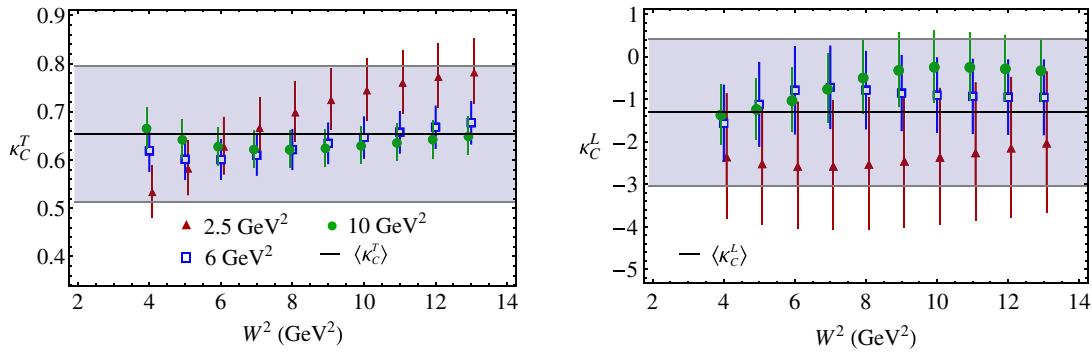 0.9
0.8
0.7
0.6
0.5
0.4
κ_C^T
2.5 GeV²
10 GeV²
6 GeV²
⟨κ_C^T⟩
2 4 6 8 10 12 14
W² (GeV²)
0
−1
−2
−3
−4
−5
κ_C^L
⟨κ_C^L⟩
2 4 6 8 10 12 14
W² (GeV²)